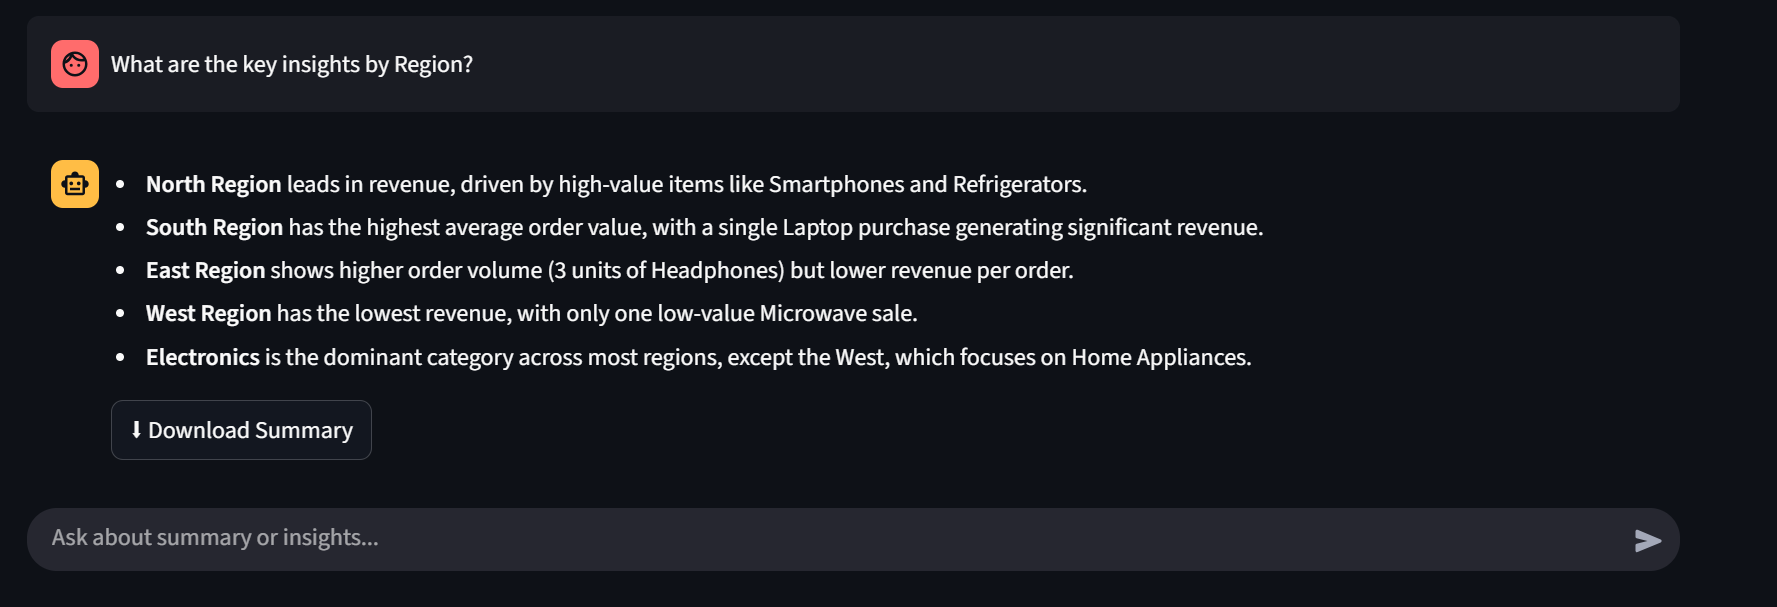 What are the key insights by Region?
• North Region leads in revenue, driven by high-value items like Smartphones and Refrigerators.
• South Region has the highest average order value, with a single Laptop purchase generating significant revenue.
• East Region shows higher order volume (3 units of Headphones) but lower revenue per order.
• West Region has the lowest revenue, with only one low-value Microwave sale.
• Electronics is the dominant category across most regions, except the West, which focuses on Home Appliances.
⬇ Download Summary
Ask about summary or insights...